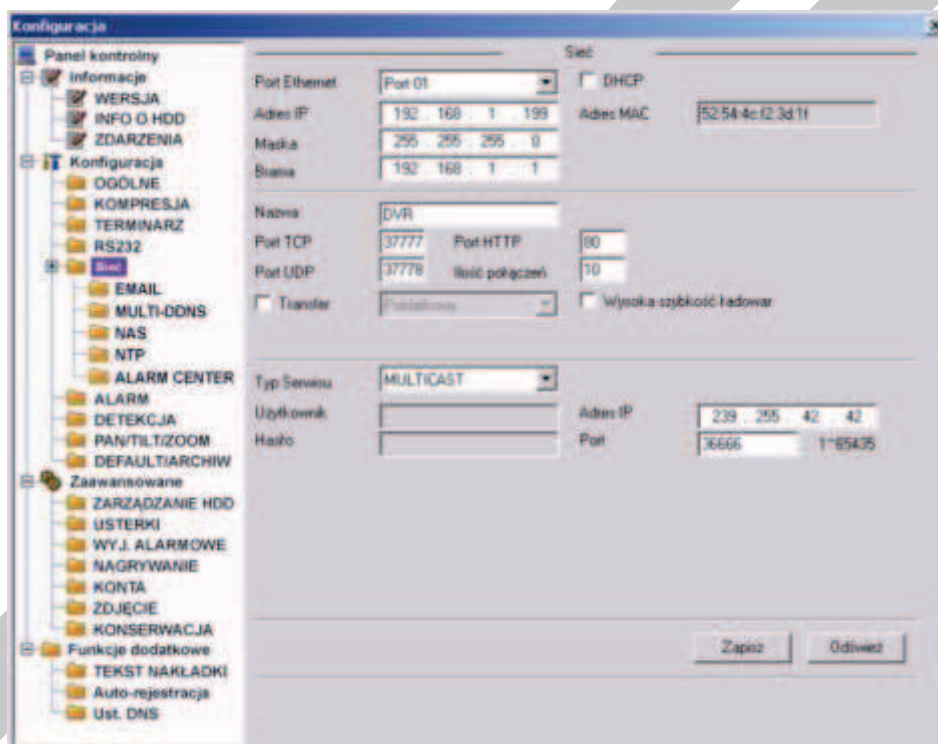 Konfiguracja
Panel kontrolny
Informacje
WERSJA
INFO O HDD
ZDARZENIA
Konfiguracja
OGÓLNE
KOMPRESJA
TERMINARZ
RS232
Sieć
EMAIL
MULTI-DDNS
NAS
NTP
ALARM CENTER
ALARM
DETEKCJA
PAN/TILT/ZOOM
DEFAULT/ARCHIW
Zaawansowane
ZARZĄDZANIE HDD
USTERKI
WYJ. ALARMOWE
NAGRYWANIE
KONTA
ZDJĘCIE
KONSERWACJA
Funkcje dodatkowe
TEKST NAKŁADKI
Auto-rejestracja
Ust. DNS
Sieć
Port Ethernet Port 01 DHCP
Adres IP 192 . 168 . 1 . 199 Adres MAC 52:54:4c:f2:3d:1f
Maska 255 . 255 . 255 . 0
Brama 192 . 168 . 1 . 1
Nazwa DVR
Port TCP 37777 Port HTTP 80
Port UDP 37778 Ilość połączeń 10
Transfer Wysoka szybkość ładowar
Typ Serwisu MULTICAST
Użytkownik Adres IP 239 . 255 . 42 . 42
Hasło Port 36666 1~65435
Zapisz Odśwież